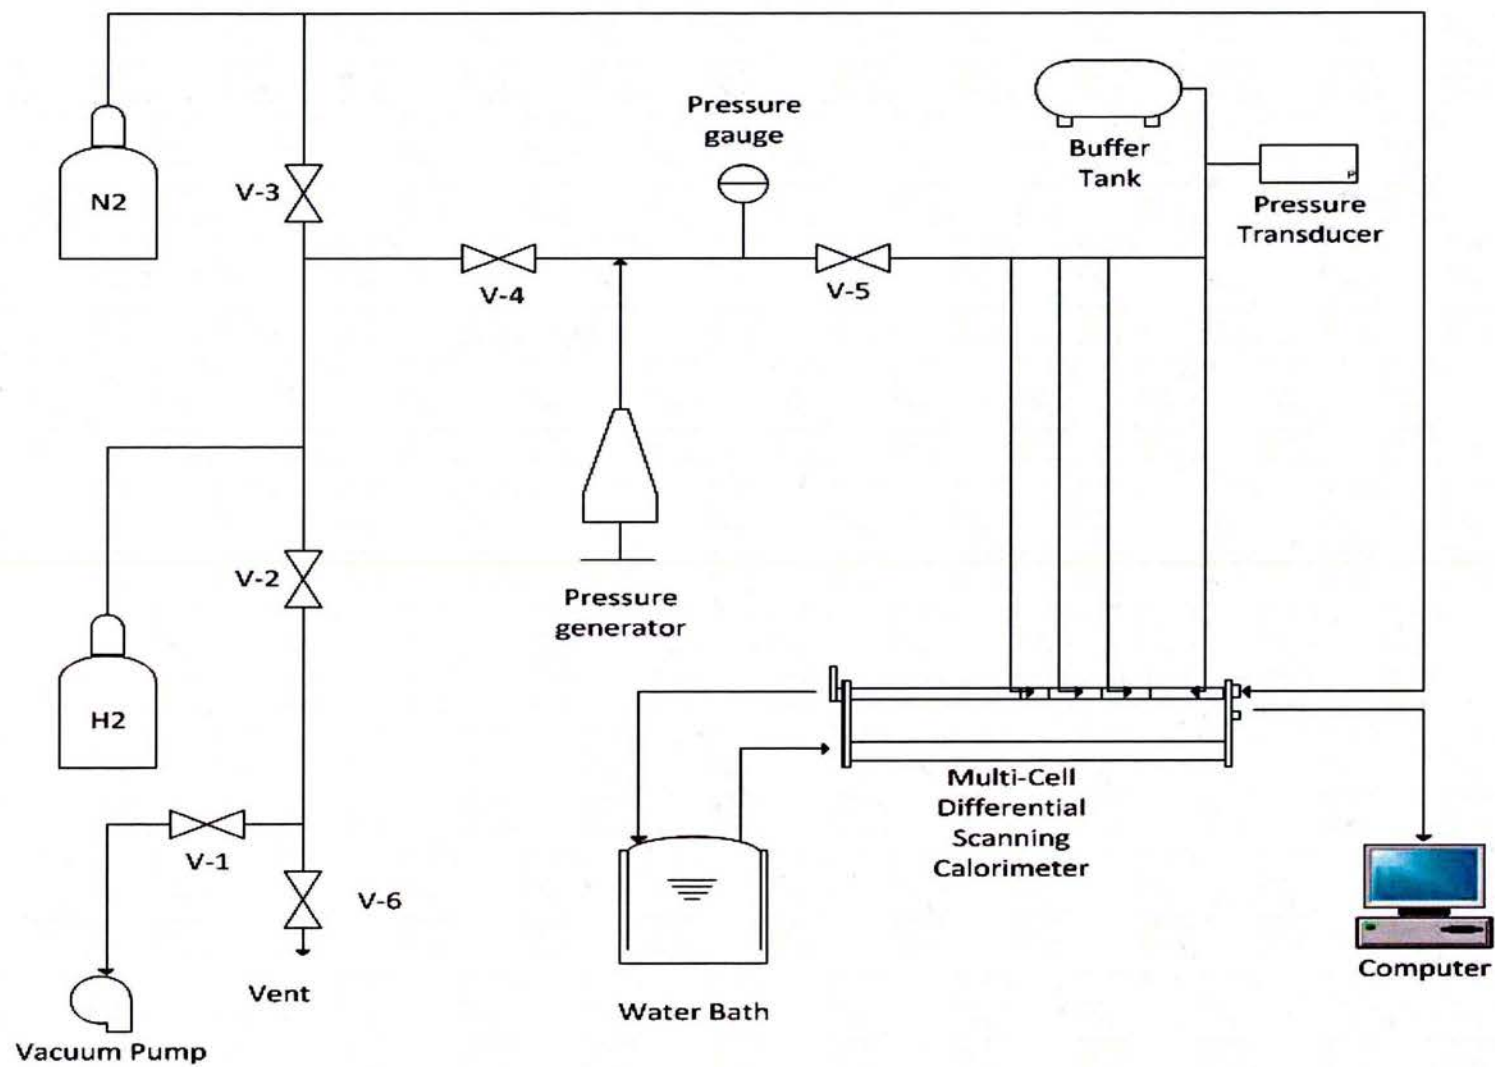 Pressure
gauge
Buffer
Tank
N2
V-3
P
Pressure
Transducer
V-4
V-5
V-2
Pressure
generator
H2
Multi-Cell
Differential
Scanning
Calorimeter
V-1
V-6
Vent
Water Bath
Computer
Vacuum Pump